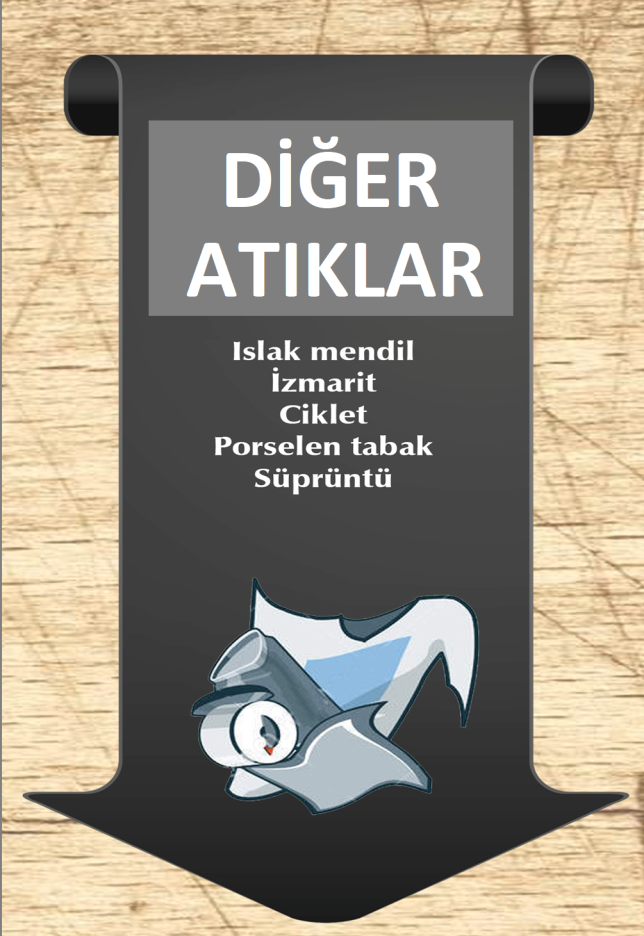 DİĞER
ATIKLAR
Islak mendil
İzmarit
Ciklet
Porselen tabak
Süprüntü